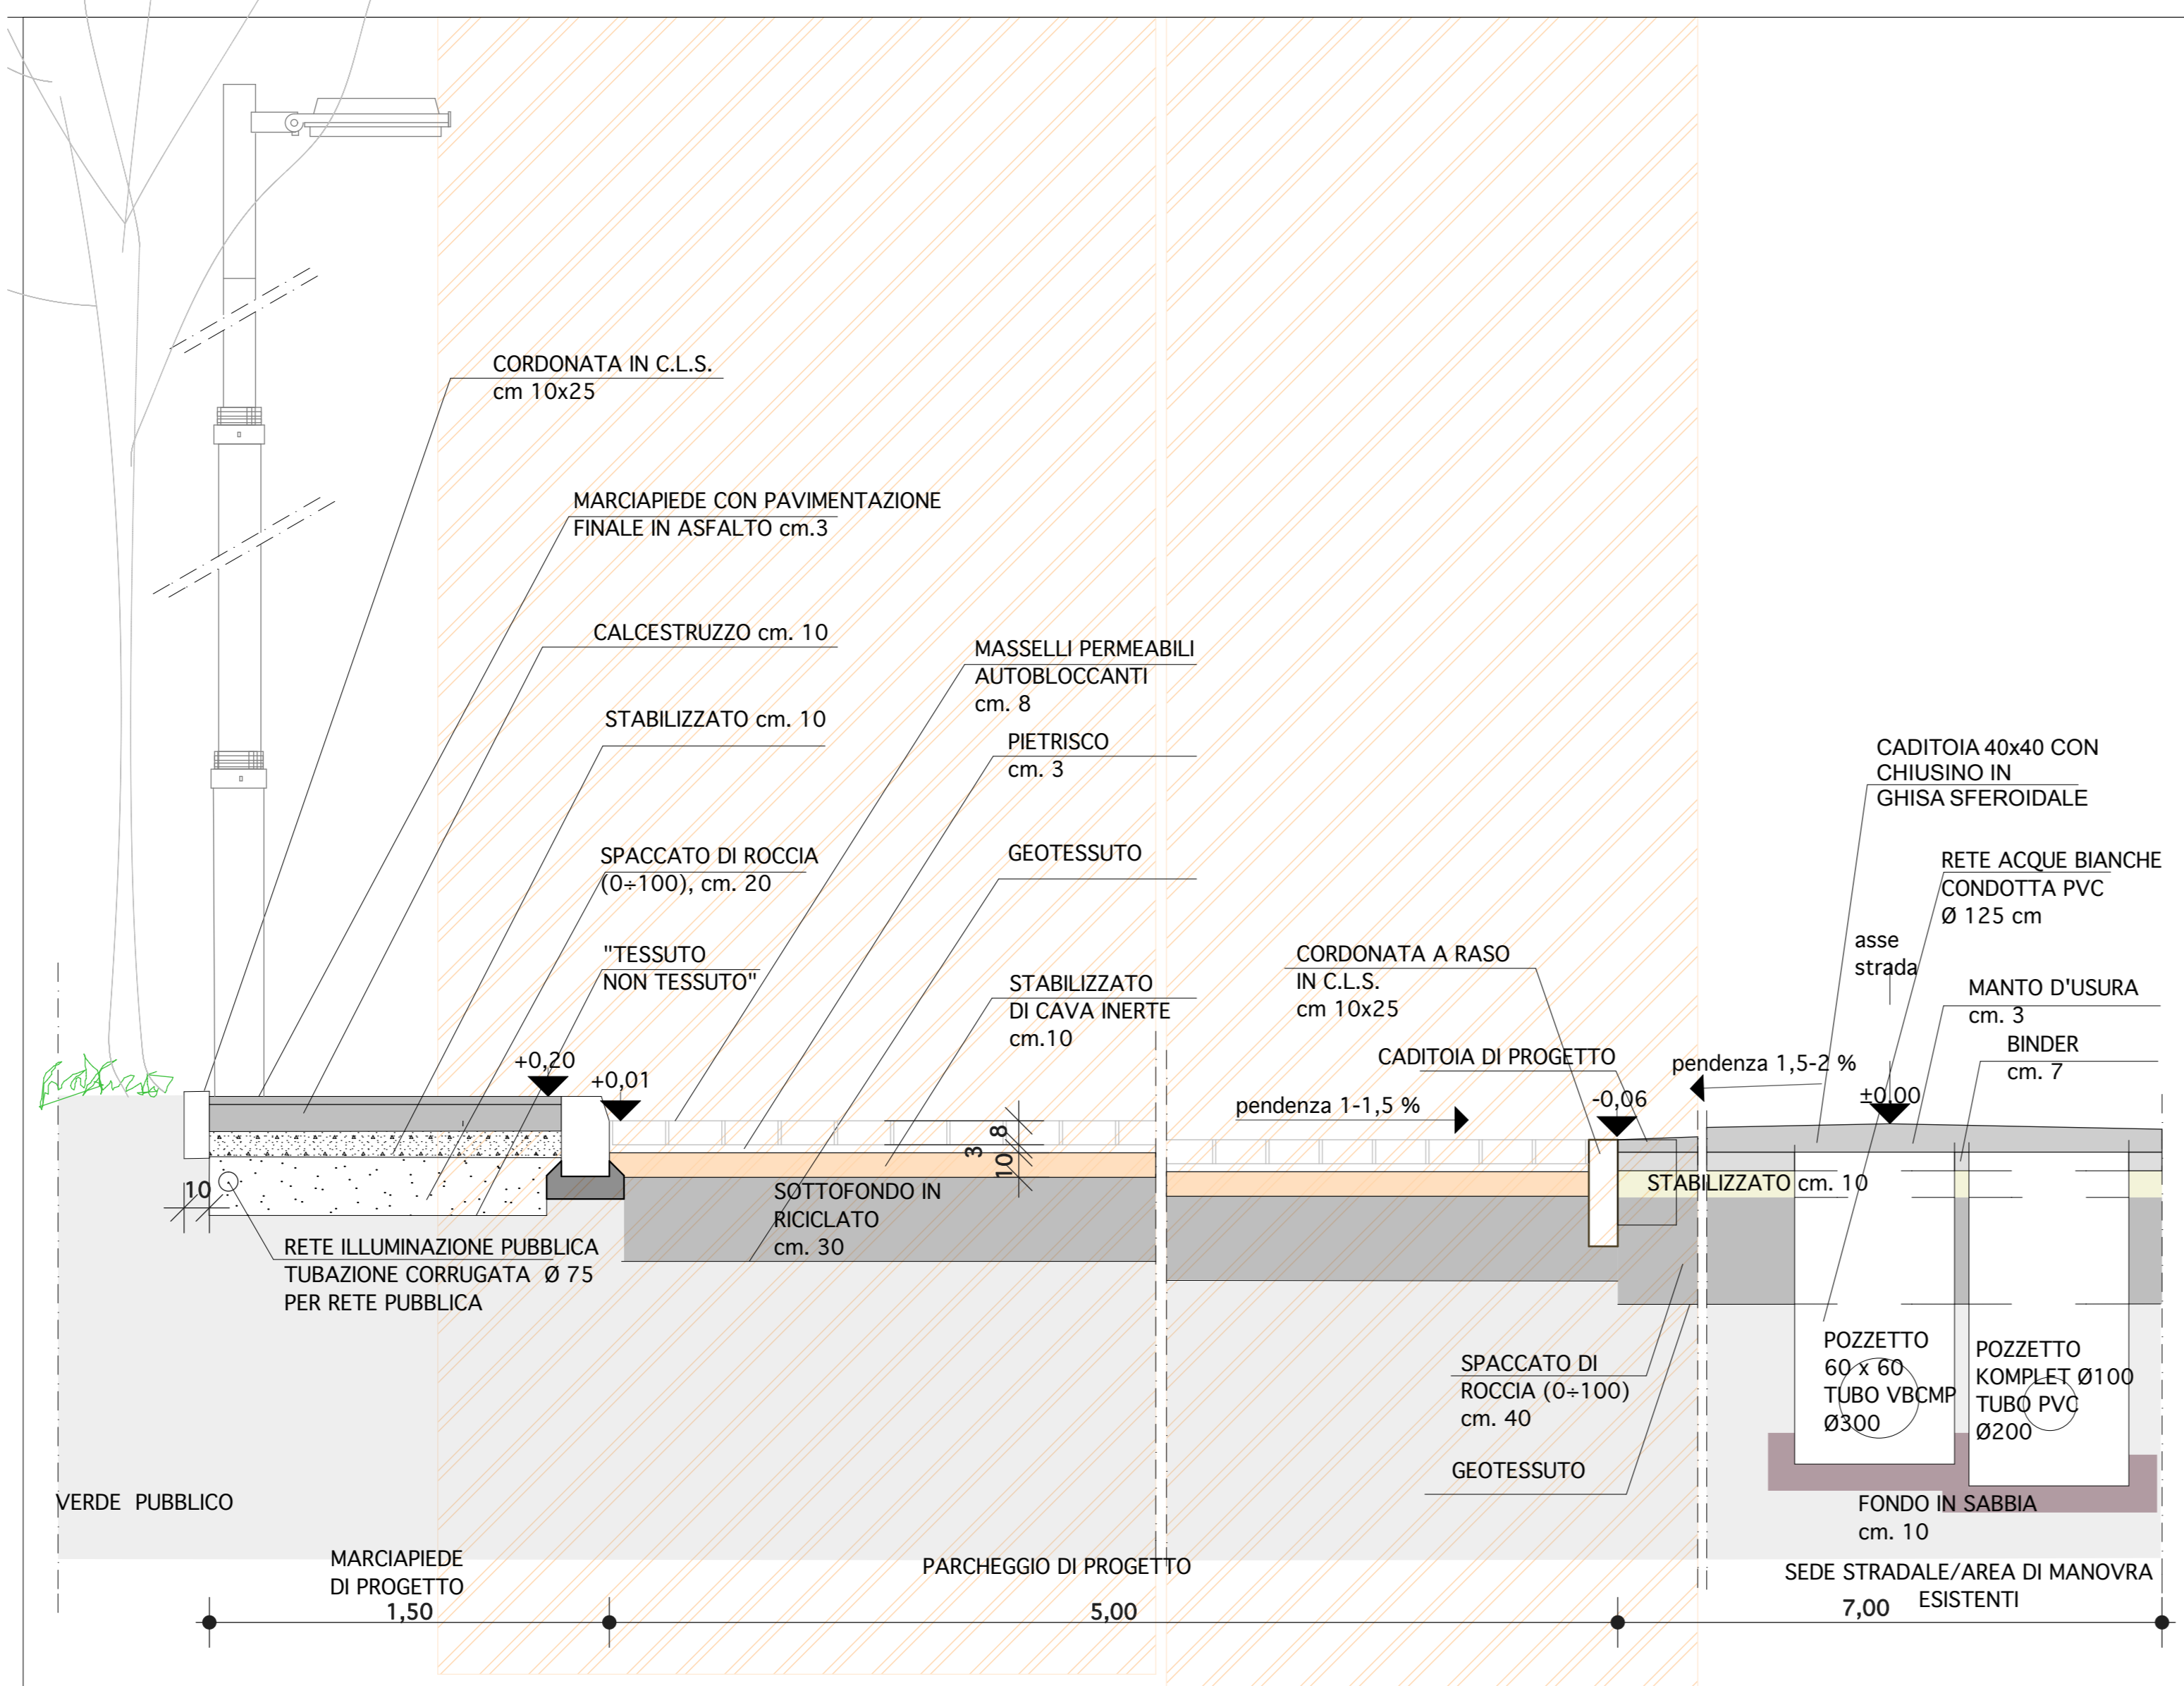 CORDONATA IN C.L.S.
cm 10x25
MARCIAPIEDE CON PAVIMENTAZIONE
FINALE IN ASFALTO cm.3
CALCESTRUZZO cm. 10
STABILIZZATO cm. 10
SPACCATO DI ROCCIA
(0÷100), cm. 20
"TESSUTO
NON TESSUTO"
MASSELLI PERMEABILI
AUTOBLOCCANTI
cm. 8
PIETRISCO
cm. 3
GEOTESSUTO
STABILIZZATO
DI CAVA INERTE
cm.10
CORDONATA A RASO
IN C.L.S.
cm 10x25
CADITOIA DI PROGETTO
CADITOIA 40x40 CON
CHIUSINO IN
GHISA SFEROIDALE
RETE ACQUE BIANCHE
CONDOTTA PVC
Ø 125 cm
asse
strada
MANTO D'USURA
cm. 3
BINDER
cm. 7
+0,20
+0,01
pendenza 1-1,5 %
-0,06
pendenza 1,5-2 %
±0,00
8
3
10
10
STABILIZZATO cm. 10
SOTTOFONDO IN
RICICLATO
cm. 30
RETE ILLUMINAZIONE PUBBLICA
TUBAZIONE CORRUGATA Ø 75
PER RETE PUBBLICA
SPACCATO DI
ROCCIA (0÷100)
cm. 40
GEOTESSUTO
POZZETTO
60 x 60
TUBO VBCMP
Ø300
POZZETTO
KOMPLET Ø100
TUBO PVC
Ø200
FONDO IN SABBIA
cm. 10
VERDE PUBBLICO
MARCIAPIEDE
DI PROGETTO
1,50
PARCHEGGIO DI PROGETTO
5,00
SEDE STRADALE/AREA DI MANOVRA
ESISTENTI
7,00